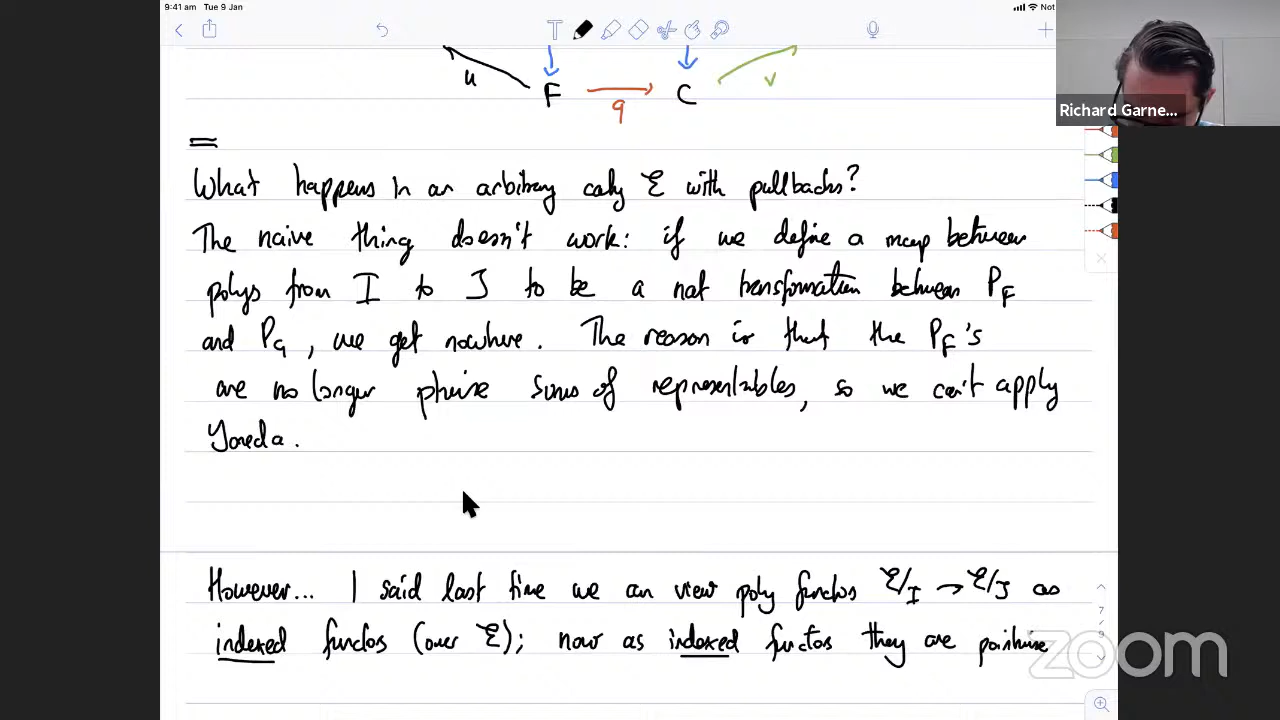 9:41 am Tue 9 Jan
Not
Richard Garne...
u
F
q
C
v
What happens in an arbitrary caty E with pullbacks?
The naive thing doesn't work: if we define a map between
polys from I to J to be a nat transformation between P_F
and P_G, we get nowhere. The reason is that the P_F's
are no longer ptwise sums of representables, so we can't apply
Yoneda.
However... I said last time we can view poly functors E/I → E/J as
indexed functors (over E); now as indexed functors they are pointwise
7
9
zoom